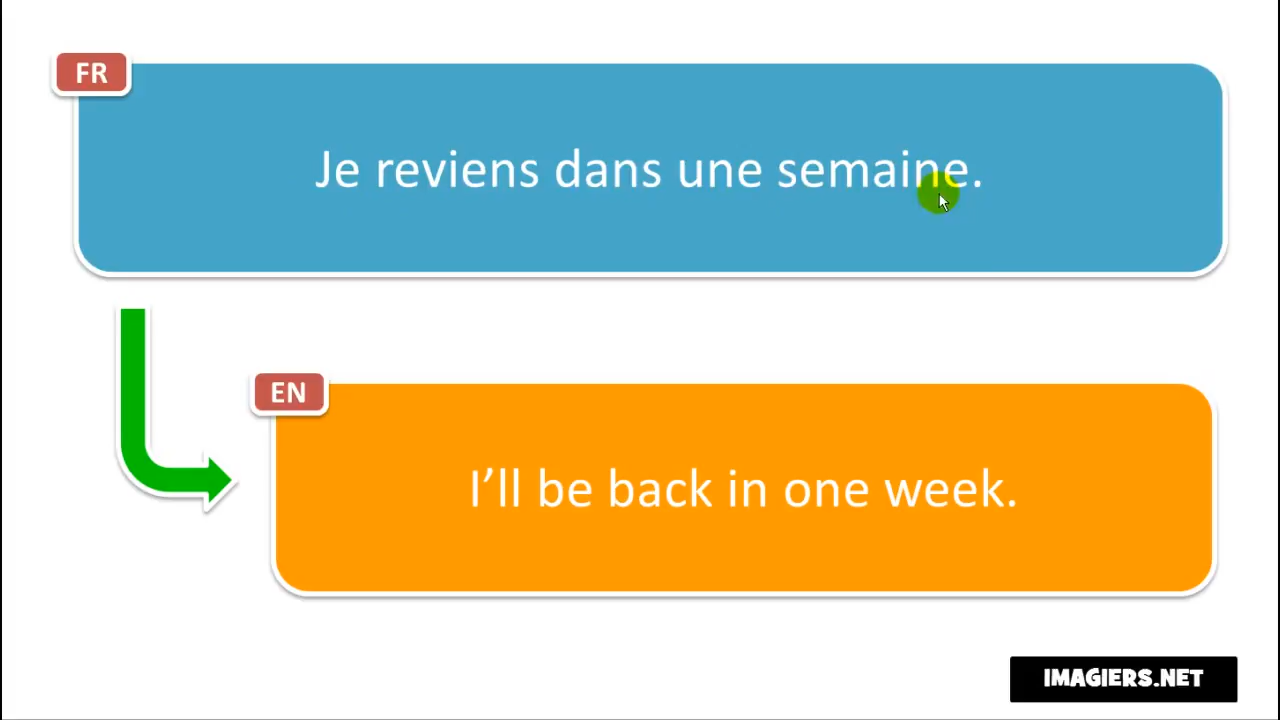 FR
Je reviens dans une semaine.
EN
I’ll be back in one week.
IMAGIERS.NET